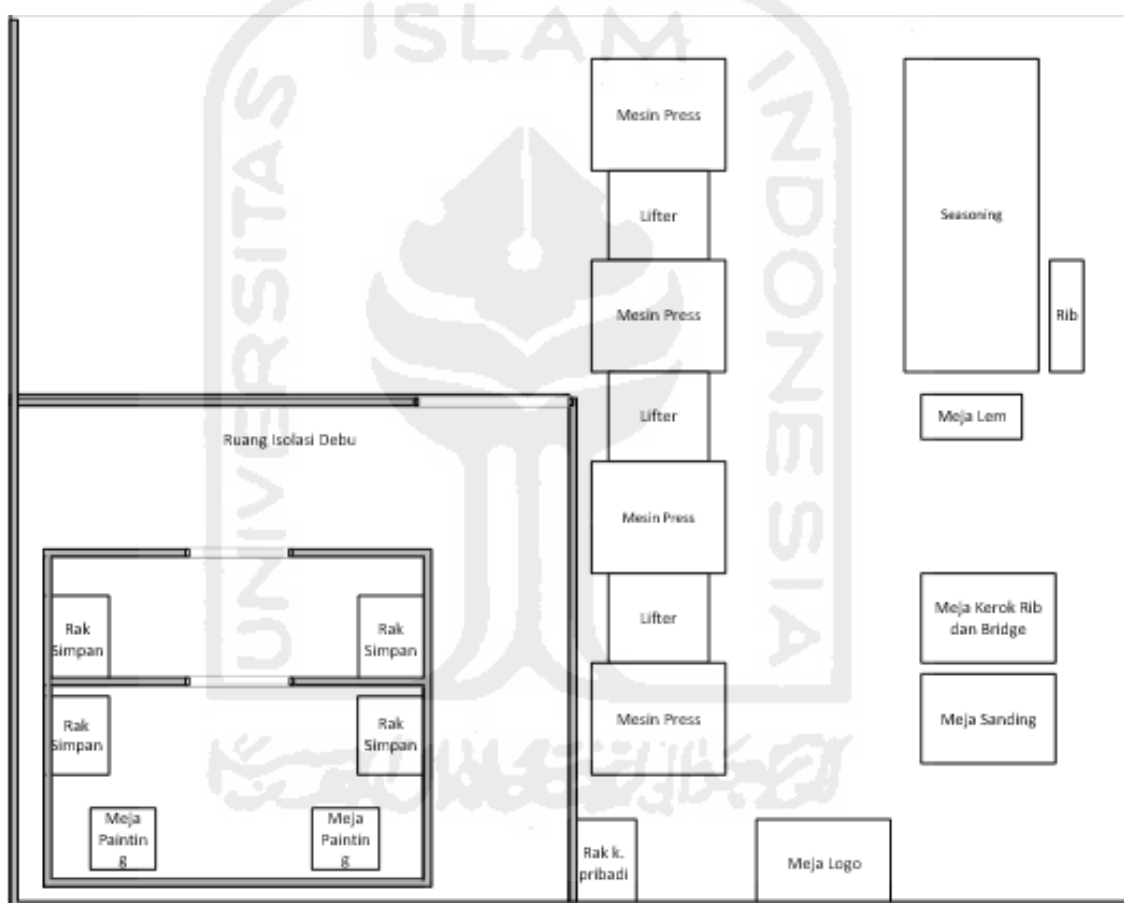 UNIVERSITAS ISLAM INDONESIA
Mesin Press
Lifter
Mesin Press
Lifter
Mesin Press
Lifter
Mesin Press
Seasoning
Rib
Meja Lem
Meja Kerok Rib
dan Bridge
Meja Sanding
Ruang Isolasi Debu
Rak
Simpan
Rak
Simpan
Rak
Simpan
Rak
Simpan
Meja
Paintin
g
Meja
Paintin
g
Rak k.
pribadi
Meja Logo